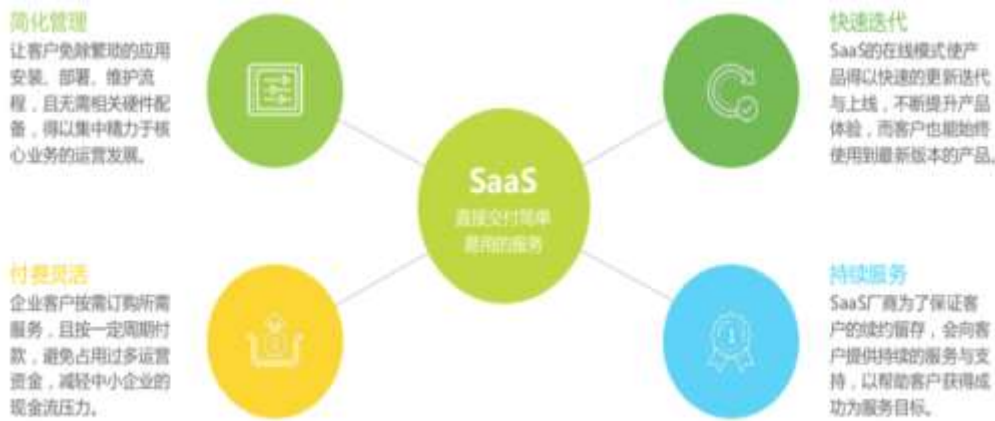 简化管理
让客户免除繁琐的应用
安装、部署、维护流
程，且无需相关硬件配
备，得以集中精力于核
心业务的运营发展。
快速迭代
SaaS的在线模式使产
品得以快速的更新迭代
与上线，不断提升产品
体验，而客户也能始终
使用到最新版本的产品。
SaaS
直接交付简单
易用的服务
付费灵活
企业客户按需订购所需
服务，且按一定周期付
款，避免占用过多运营
资金，减轻中小企业的
现金流压力。
持续服务
SaaS厂商为了保证客
户的续约留存，会向客
户提供持续的服务与支
持，以帮助客户获得成
功为服务目标。
1